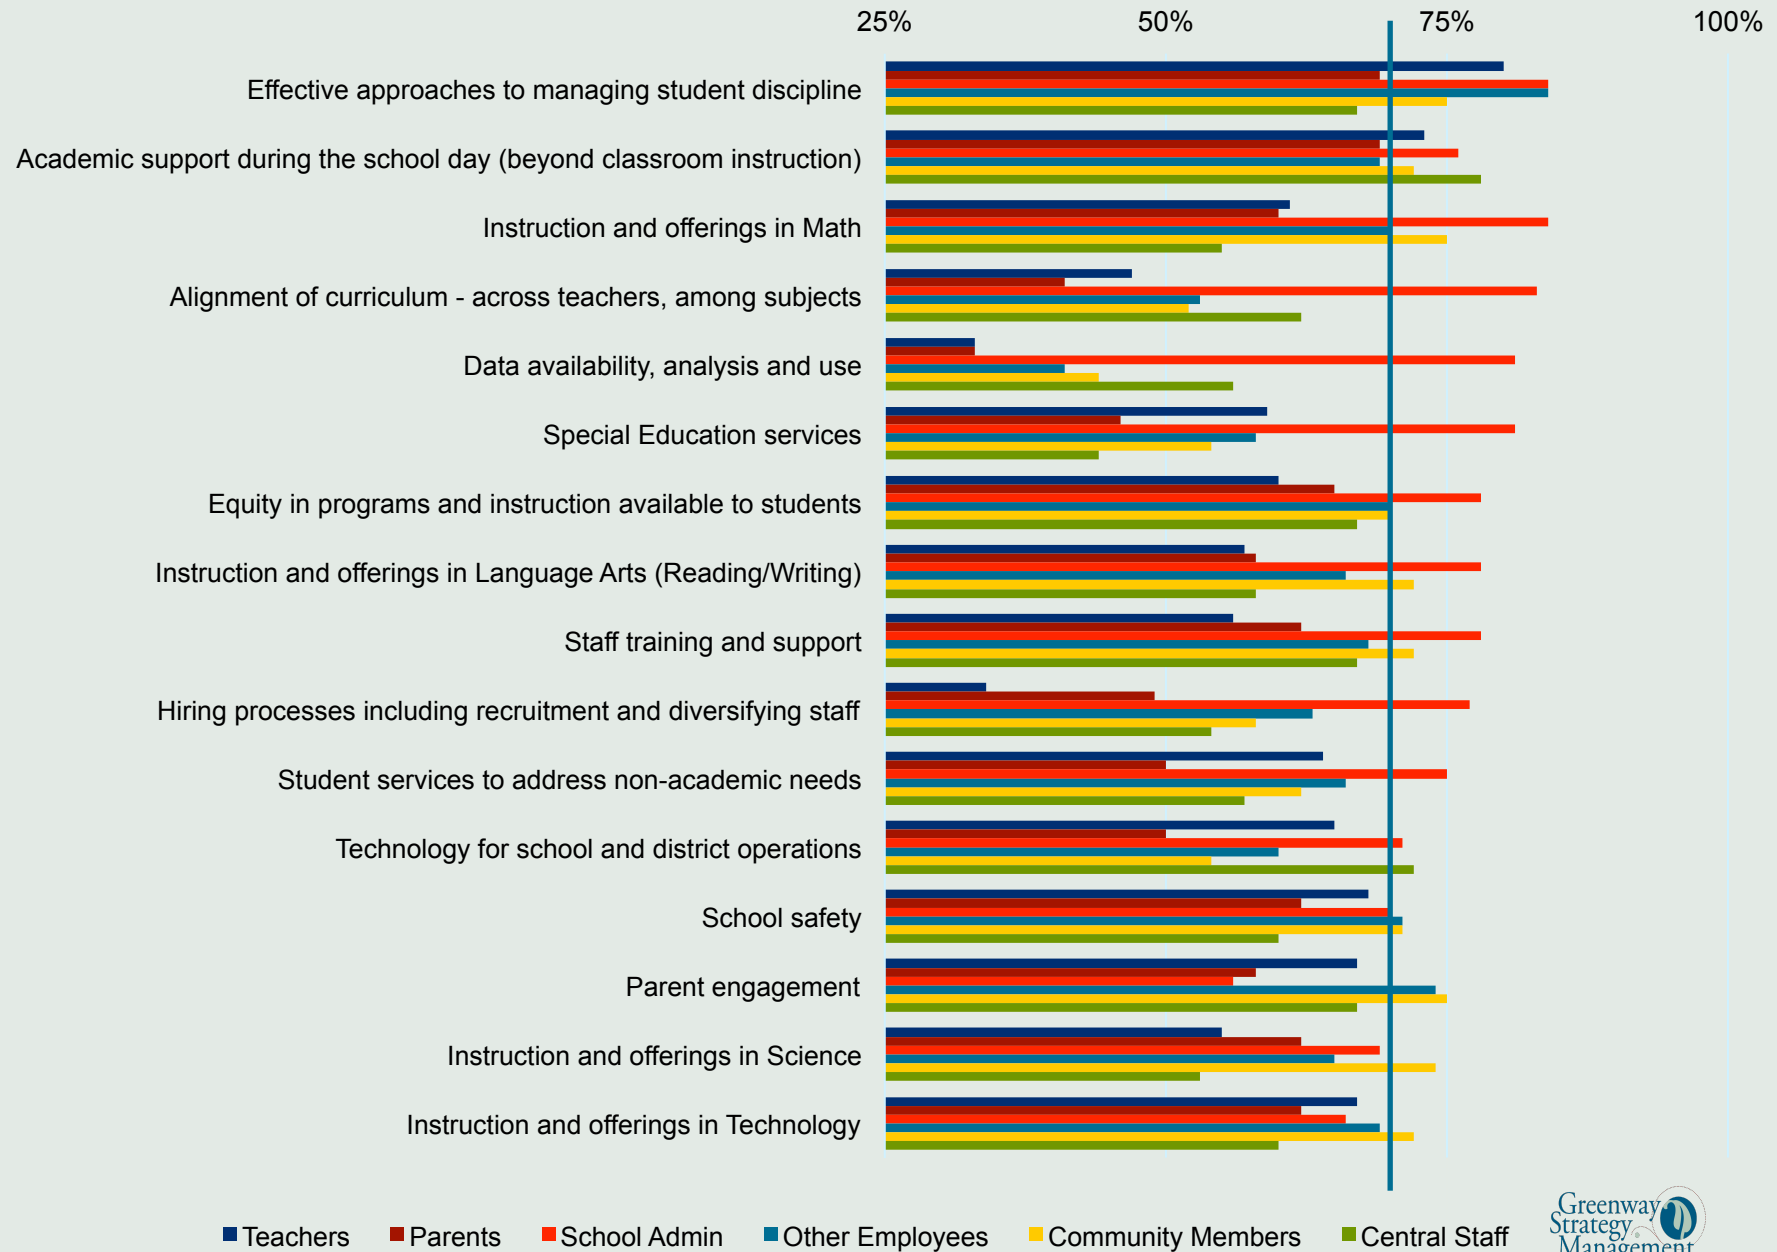 25% 50% 75% 100%
Effective approaches to managing student discipline
Academic support during the school day (beyond classroom instruction)
Instruction and offerings in Math
Alignment of curriculum - across teachers, among subjects
Data availability, analysis and use
Special Education services
Equity in programs and instruction available to students
Instruction and offerings in Language Arts (Reading/Writing)
Staff training and support
Hiring processes including recruitment and diversifying staff
Student services to address non-academic needs
Technology for school and district operations
School safety
Parent engagement
Instruction and offerings in Science
Instruction and offerings in Technology
Teachers Parents School Admin Other Employees Community Members Central Staff
Greenway
Strategy
Management